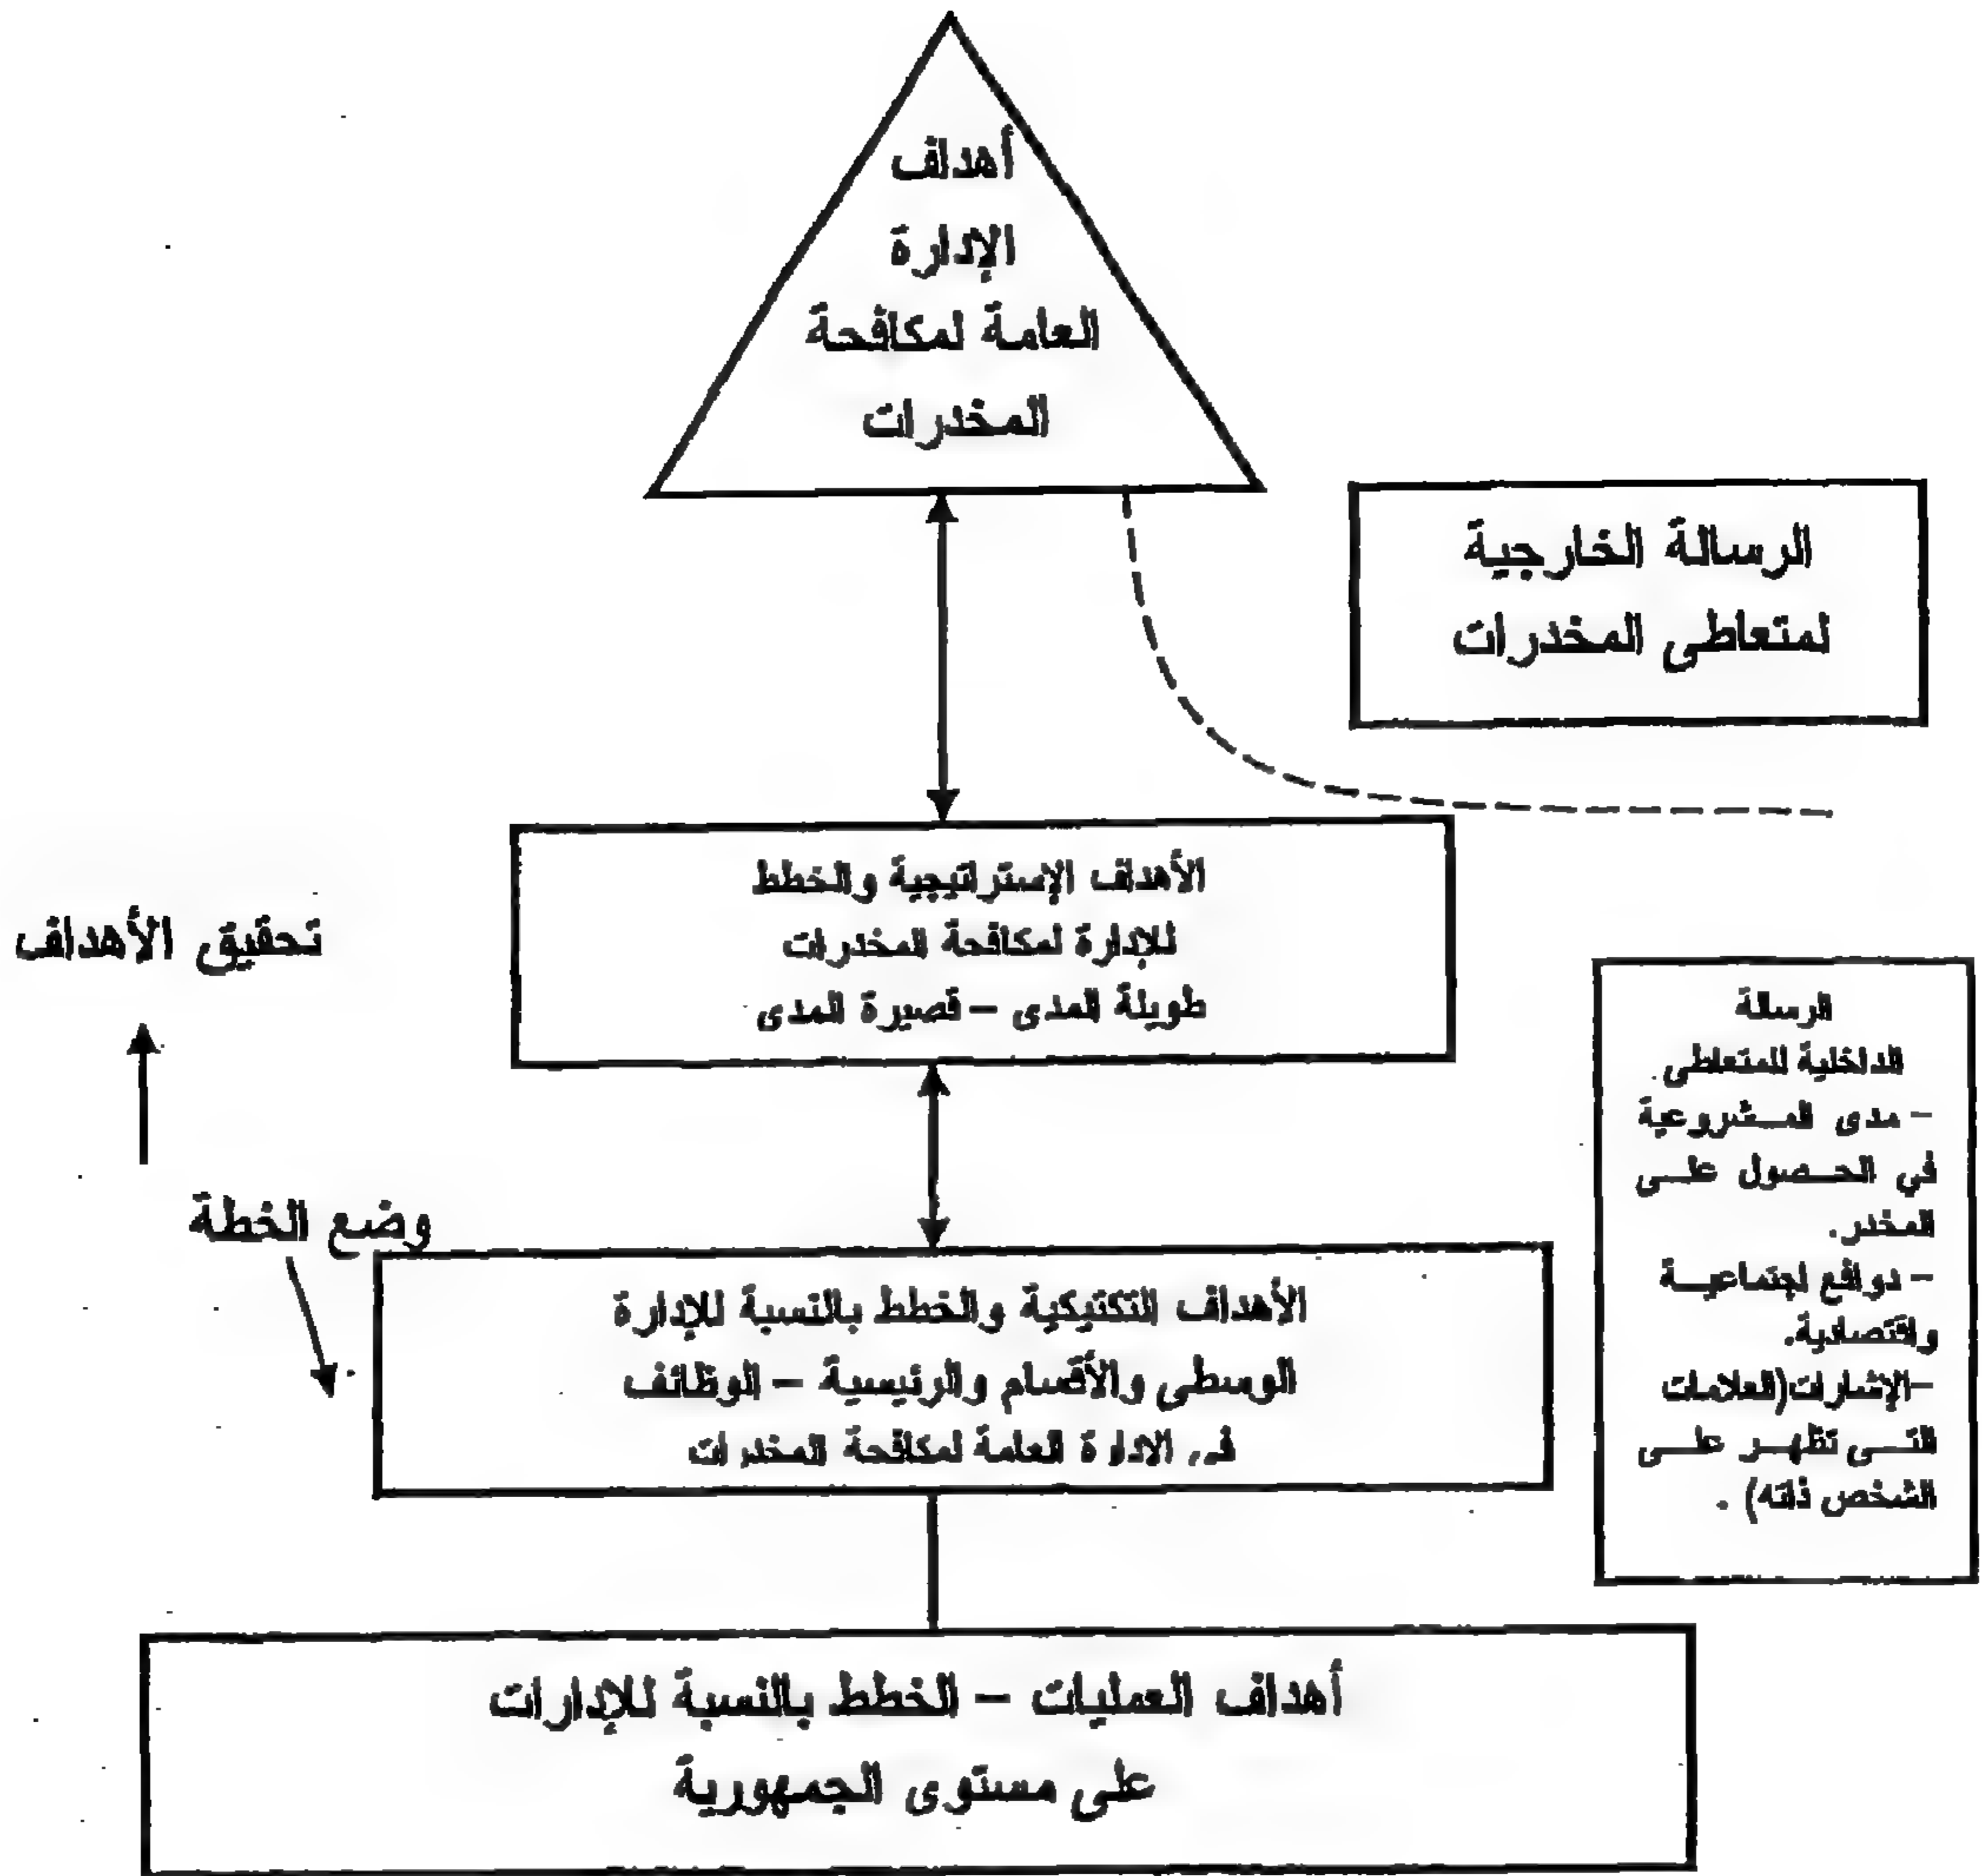 أهداف
الإدارة
العامة لمكافحة
المخدرات
الرسالة الخارجية
لمتعاطى المخدرات
الأهداف الإستراتيجية والخطط
للإدارة لمكافحة المخدرات
طويلة المدى – قصيرة المدى
تحقيق الأهداف
الرسالة
الداخلية للمتعاطى
– مدى المشروعية
في الحصول على
المخدر.
– دوافع اجتماعية
واقتصادية.
–الإشارات(العلامات
التى تظهر على
الشخص ذاته) .
وضع الخطة
الأهداف التكتيكية والخطط بالنسبة للإدارة
الوسطى والأقسام والرئيسية – الوظائف
فى الادارة العامة لمكافحة المخدرات
أهداف العمليات – الخطط بالنسبة للإدارات
على مستوى الجمهورية